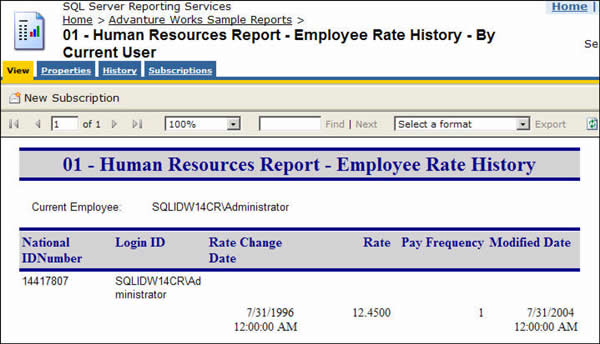 SQL Server Reporting Services
Home |
Home > Advanture Works Sample Reports >
01 - Human Resources Report - Employee Rate History - By
Current User
Se
View Properties History Subscriptions
New Subscription
1 of 1 100% Find | Next Select a format Export
01 - Human Resources Report - Employee Rate History
Current Employee: SQLIDW14CR\Administrator
National Login ID Rate Change Rate Pay Frequency Modified Date
IDNumber Date
14417807 SQLIDW14CR\Ad
ministrator
7/31/1996 12.4500 1 7/31/2004
12:00:00 AM 12:00:00 AM